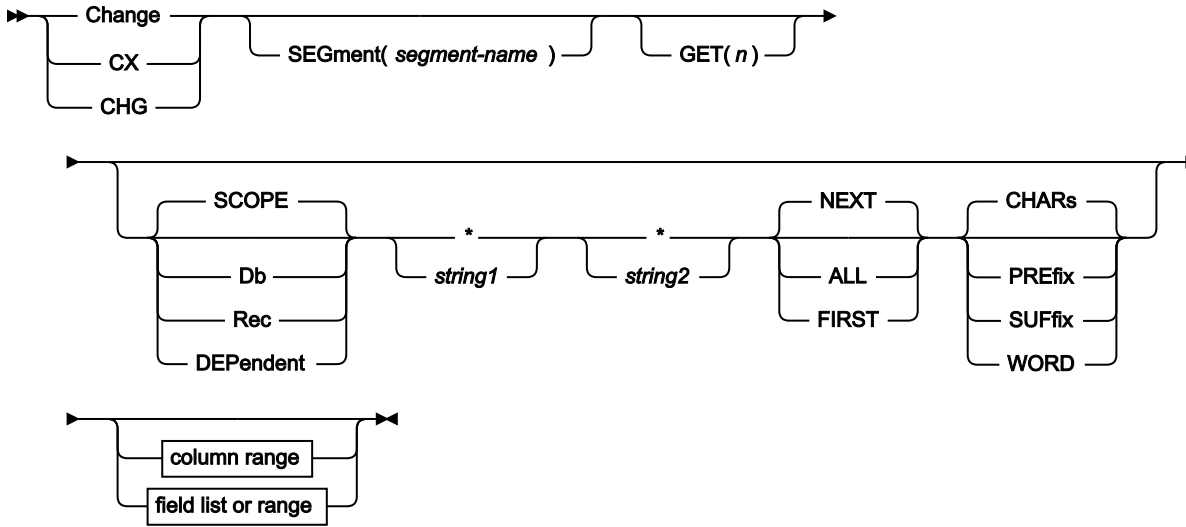 Change
CX
CHG
SEGment( segment-name )
GET( n )
SCOPE
Db
Rec
DEPendent
*
string1
*
string2
NEXT
ALL
FIRST
CHARs
PREfix
SUFfix
WORD
column range
field list or range